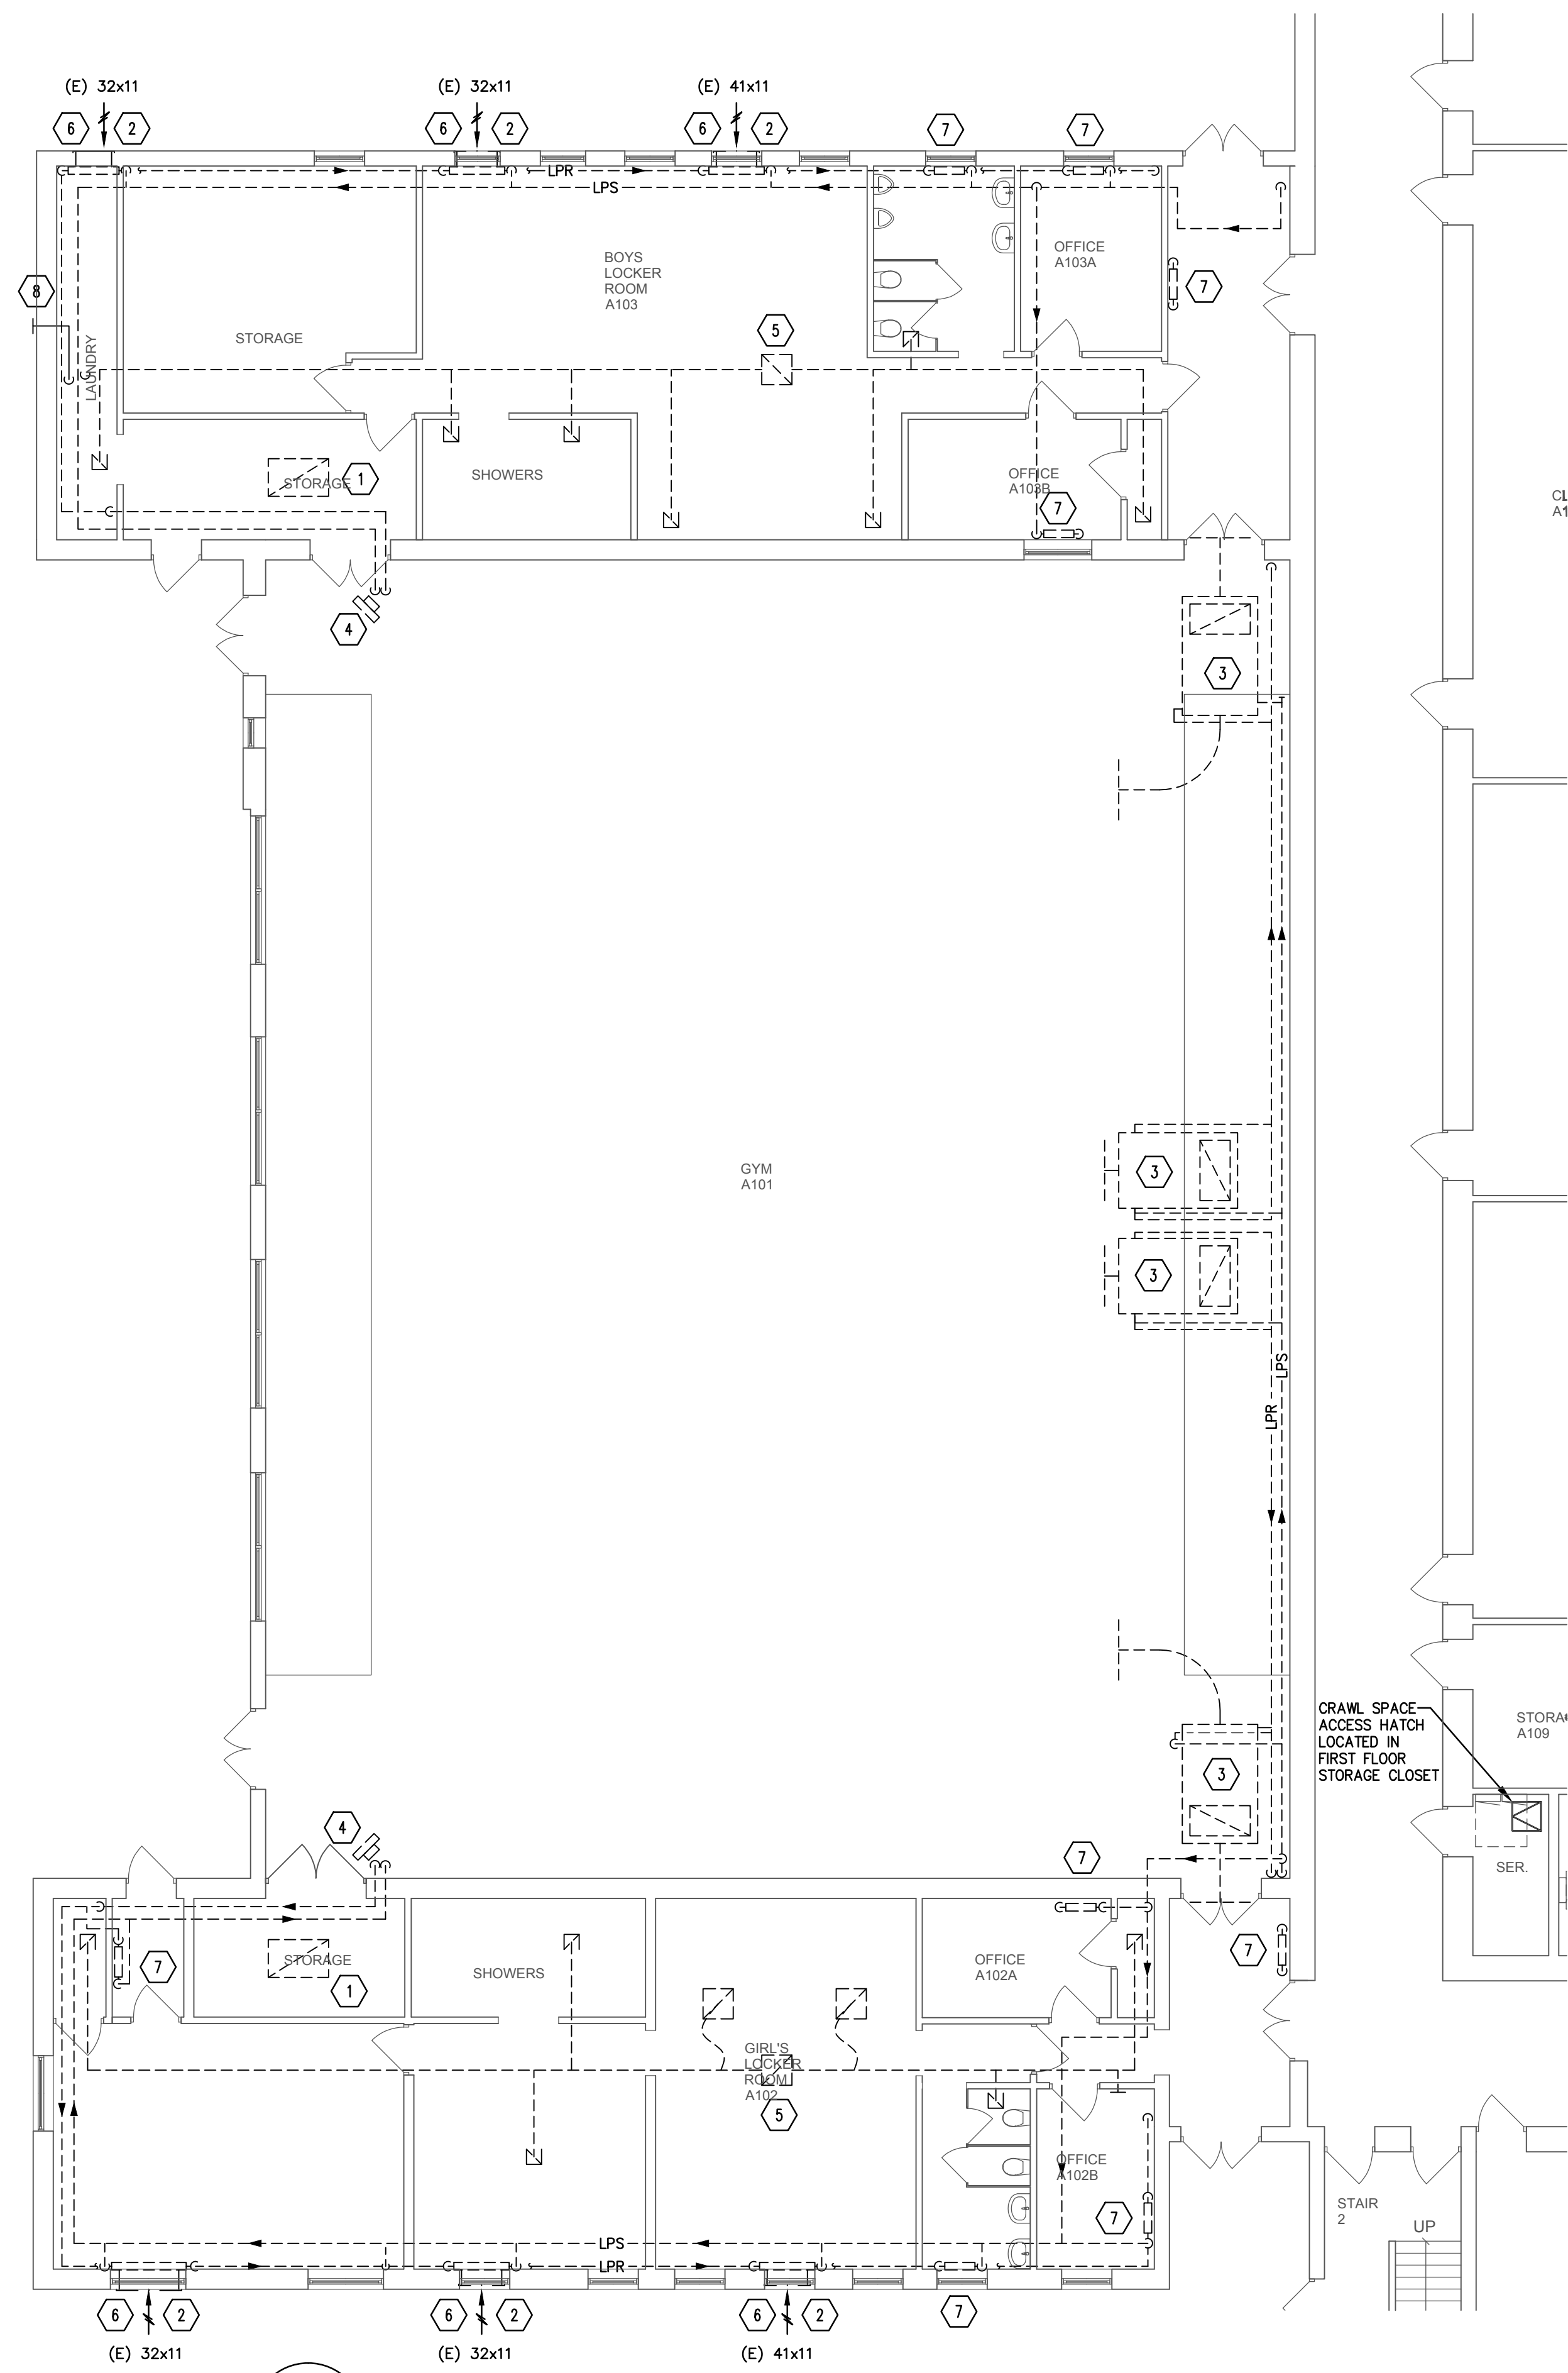 (E) 32x11
(E) 32x11
(E) 41x11
6
2
6
2
6
2
7
7
LPR
LPS
8
LAUNDRY
STORAGE
BOYS
LOCKER
ROOM
A103
5
OFFICE
A103A
7
STORAGE
1
SHOWERS
OFFICE
A103B
7
4
3
GYM
A101
3
3
LPS
LPR
CRAWL SPACE
ACCESS HATCH
LOCATED IN
FIRST FLOOR
STORAGE CLOSET
A109
SER.
3
4
7
7
STORAGE
1
SHOWERS
OFFICE
A102A
7
GIRL'S
LOCKER
ROOM
A102
5
OFFICE
A102B
7
STAIR
2
UP
LPS
LPR
6
2
6
2
6
2
7
(E) 32x11
(E) 32x11
(E) 41x11